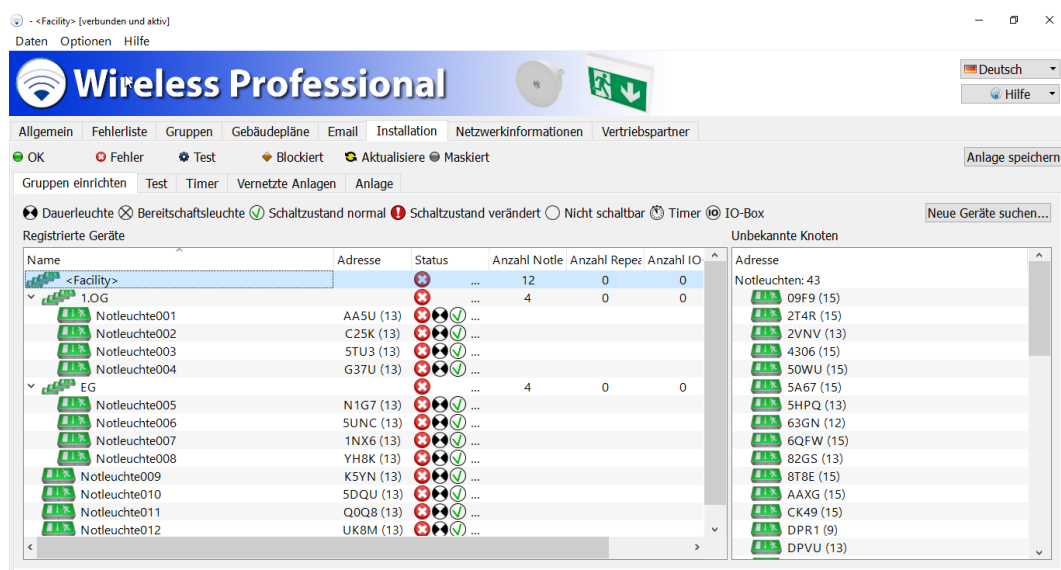 - <Facility> [verbunden und aktiv]
Daten Optionen Hilfe
Wireless Professional
Deutsch
Hilfe
Allgemein Fehlerliste Gruppen Gebäudepläne Email Installation Netzwerkinformationen Vertriebspartner
OK Fehler Test Blockiert Aktualisiere Maskiert Anlage speichern
Gruppen einrichten Test Timer Vernetzte Anlagen Anlage
Dauerleuchte Bereitschaftsleuchte Schaltzustand normal Schaltzustand verändert Nicht schaltbar Timer IO IO-Box Neue Geräte suchen...
Registrierte Geräte Unbekannte Knoten
Name Adresse Status Anzahl Notle Anzahl Repea Anzahl IO- Adresse
<Facility> ... 12 0 0 Notleuchten: 43
1.OG ... 4 0 0 09F9 (15)
Notleuchte001 AA5U (13) ... 2T4R (15)
Notleuchte002 C25K (13) ... 2VNV (13)
Notleuchte003 5TU3 (13) ... 4306 (15)
Notleuchte004 G37U (13) ... 50WU (15)
EG ... 4 0 0 5A67 (15)
Notleuchte005 N1G7 (13) ... 5HPQ (13)
Notleuchte006 5UNC (13) ... 63GN (12)
Notleuchte007 1NX6 (13) ... 6QFW (15)
Notleuchte008 YH8K (13) ... 82GS (13)
Notleuchte009 K5YN (13) ... 8T8E (15)
Notleuchte010 5DQU (13) ... AAXG (15)
Notleuchte011 Q0Q8 (13) ... CK49 (15)
Notleuchte012 UK8M (13) ... DPR1 (9)
DPVU (13)